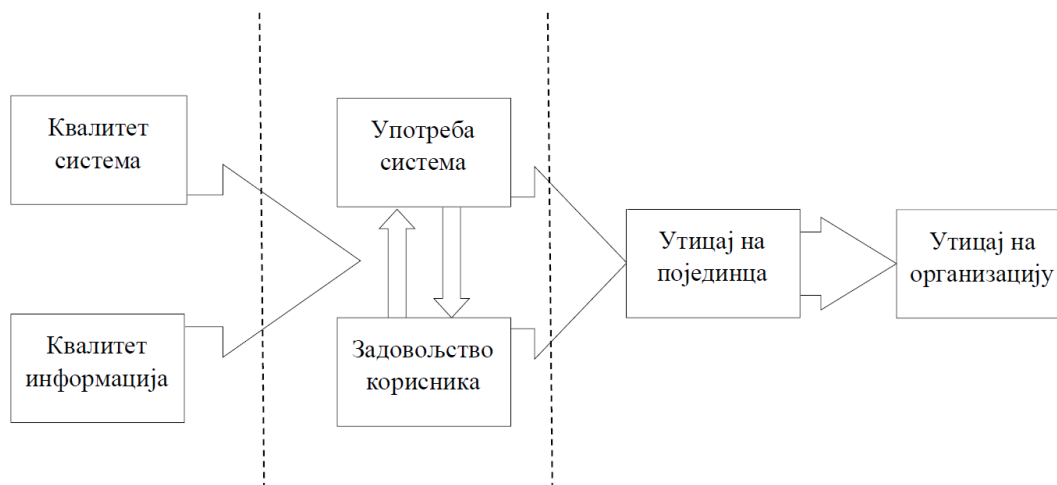 Квалитет
система
Употреба
система
Утицај на
појединца
Утицај на
организацију
Квалитет
информација
Задовољство
корисника